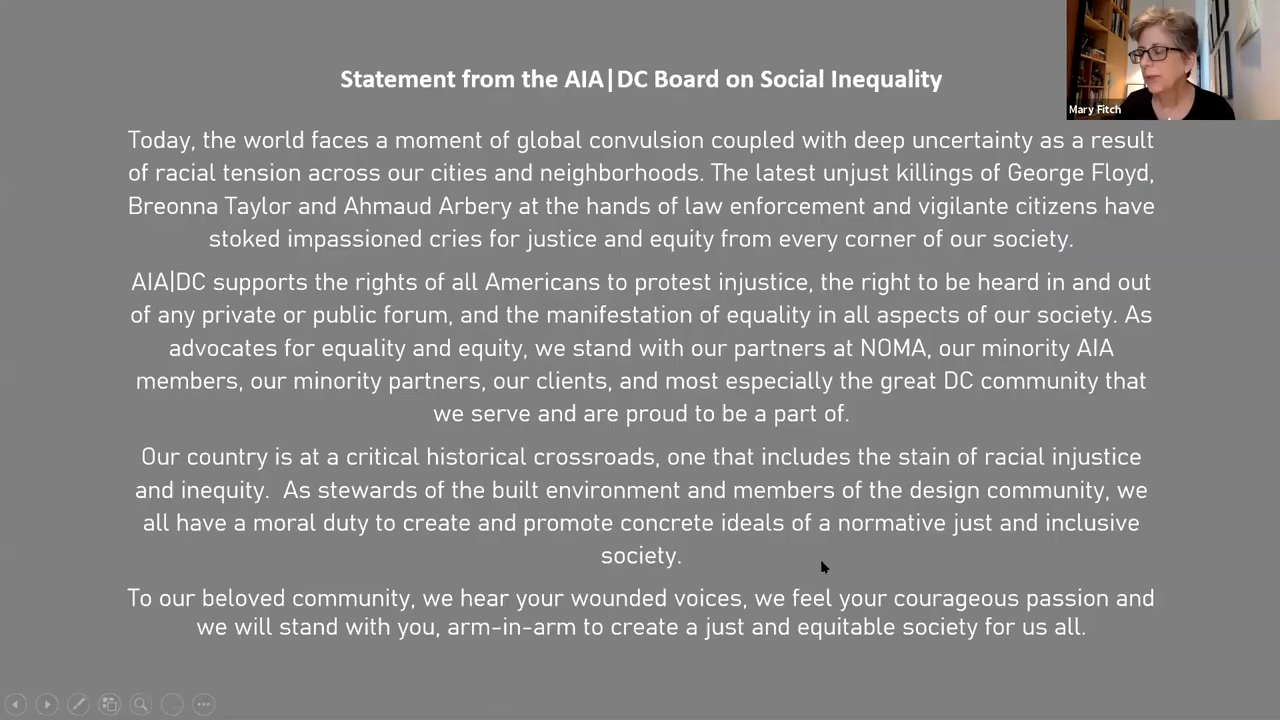 Statement from the AIA|DC Board on Social Inequality
Mary Fitch
Today, the world faces a moment of global convulsion coupled with deep uncertainty as a result
of racial tension across our cities and neighborhoods. The latest unjust killings of George Floyd,
Breonna Taylor and Ahmaud Arbery at the hands of law enforcement and vigilante citizens have
stoked impassioned cries for justice and equity from every corner of our society.
AIA|DC supports the rights of all Americans to protest injustice, the right to be heard in and out
of any private or public forum, and the manifestation of equality in all aspects of our society. As
advocates for equality and equity, we stand with our partners at NOMA, our minority AIA
members, our minority partners, our clients, and most especially the great DC community that
we serve and are proud to be a part of.
Our country is at a critical historical crossroads, one that includes the stain of racial injustice
and inequity.  As stewards of the built environment and members of the design community, we
all have a moral duty to create and promote concrete ideals of a normative just and inclusive
society.
To our beloved community, we hear your wounded voices, we feel your courageous passion and
we will stand with you, arm-in-arm to create a just and equitable society for us all.